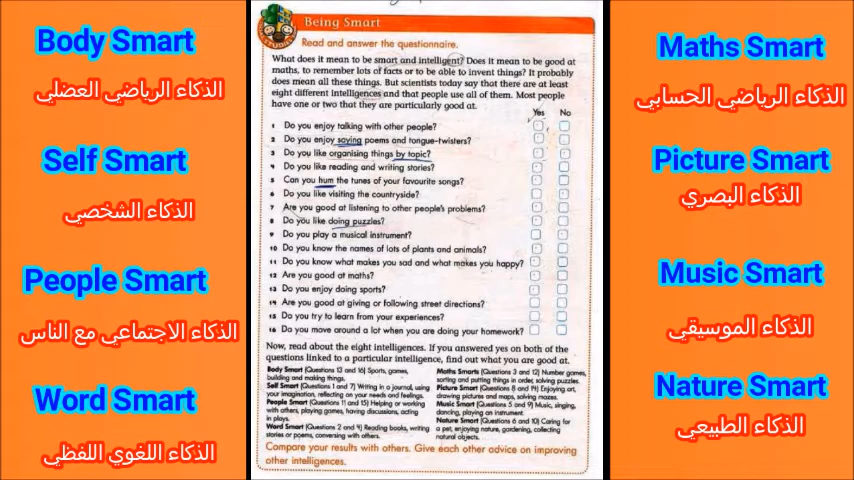 Body Smart
الذكاء الرياضي العضلي
Self Smart
الذكاء الشخصي
People Smart
الذكاء الاجتماعي مع الناس
Word Smart
الذكاء اللغوي اللفظي
Being Smart
Read and answer the questionnaire.
What does it mean to be smart and intelligent? Does it mean to be good at
maths, to remember lots of facts or to be able to invent things? It probably
does mean all these things. But scientists today say that there are at least
eight different intelligences and that people use all of them. Most people
have one or two that they are particularly good at.
Yes No
1 Do you enjoy talking with other people?
2 Do you enjoy saying poems and tongue-twisters?
3 Do you like organising things by topic?
4 Do you like reading and writing stories?
5 Can you hum the tunes of your favourite songs?
6 Do you like visiting the countryside?
7 Are you good at listening to other people's problems?
8 Do you like doing puzzles?
9 Do you play a musical instrument?
10 Do you know the names of lots of plants and animals?
11 Do you know what makes you sad and what makes you happy?
12 Are you good at maths?
13 Do you enjoy doing sports?
14 Are you good at giving or following street directions?
15 Do you try to learn from your experiences?
16 Do you move around a lot when you are doing your homework?
Now, read about the eight intelligences. If you answered yes on both of the
questions linked to a particular intelligence, find out what you are good at.
Body Smart (Questions 13 and 16) Sports, games,
building and making things.
Self Smart (Questions 1 and 7) Writing in a journal, using
your imagination, reflecting on your needs and feelings.
People Smart (Questions 11 and 15) Helping or working
with others, playing games, having discussions, acting
in plays.
Word Smart (Questions 2 and 4) Reading books, writing
stories or poems, conversing with others.
Maths Smarts (Questions 3 and 12) Number games,
sorting and putting things in order, solving puzzles.
Picture Smart (Questions 8 and 14) Enjoying art,
drawing pictures and maps, solving mazes.
Music Smart (Questions 5 and 9) Music, singing,
dancing, playing an instrument.
Nature Smart (Questions 6 and 10) Caring for
a pet, enjoying nature, gardening, collecting
natural objects.
Compare your results with others. Give each other advice on improving
other intelligences.
Maths Smart
الذكاء الرياضي الحسابي
Picture Smart
الذكاء البصري
Music Smart
الذكاء الموسيقي
Nature Smart
الذكاء الطبيعي